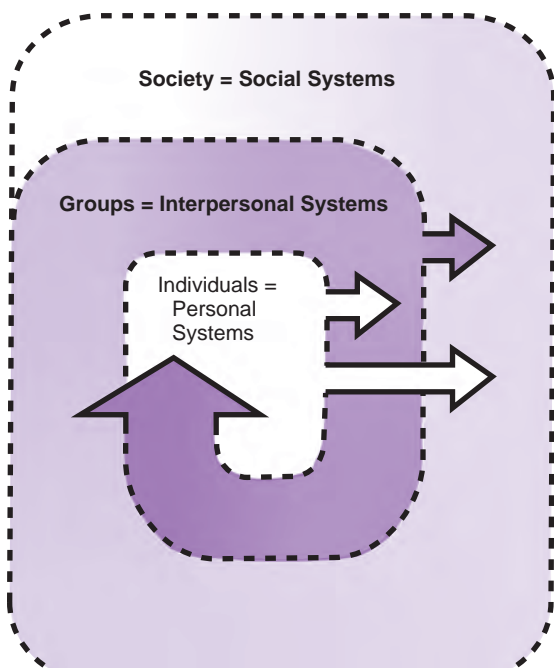 Society = Social Systems
Groups = Interpersonal Systems
Individuals =
Personal
Systems